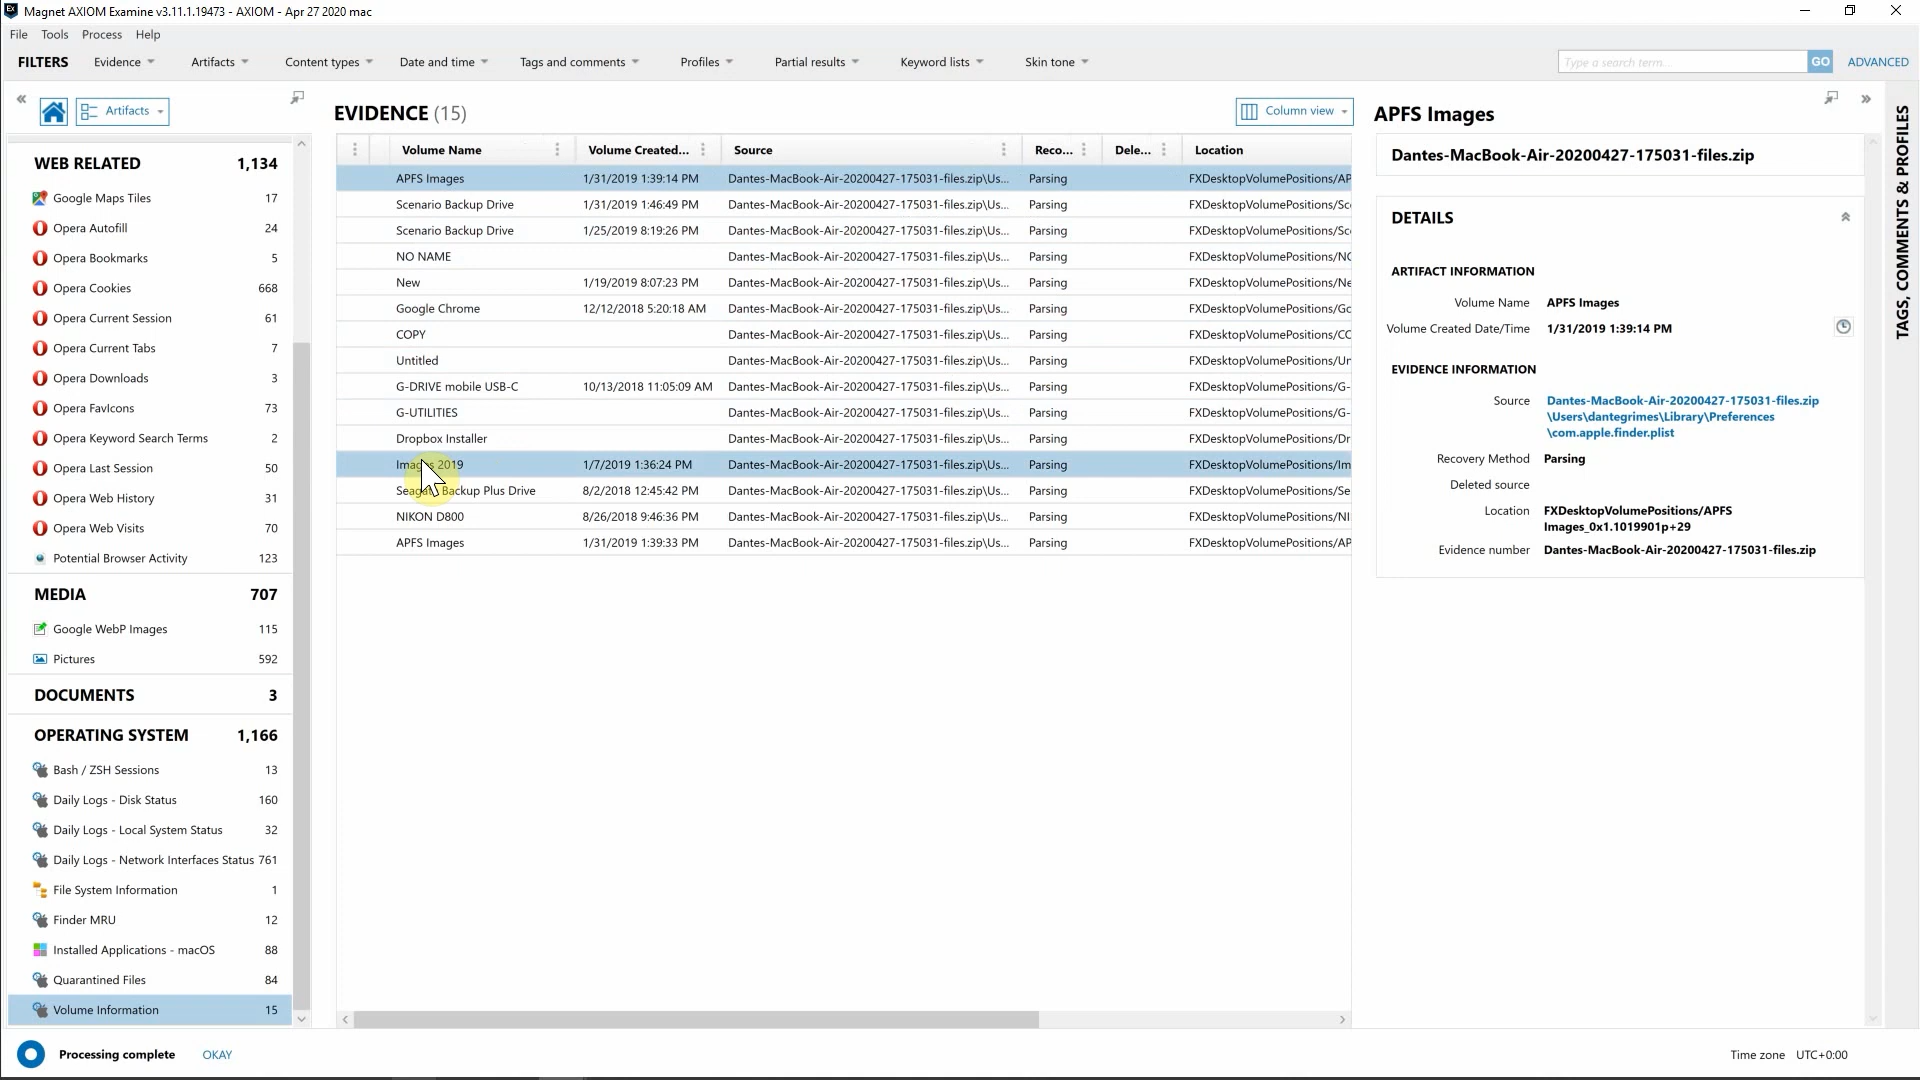 Magnet AXIOM Examine v3.11.1.19473 - AXIOM - Apr 27 2020 mac
File Tools Process Help
FILTERS Evidence Artifacts Content types Date and time Tags and comments Profiles Partial results Keyword lists Skin tone Type a search term... GO ADVANCED
Artifacts
WEB RELATED 1,134
Google Maps Tiles 17
Opera Autofill 24
Opera Bookmarks 5
Opera Cookies 668
Opera Current Session 61
Opera Current Tabs 7
Opera Downloads 3
Opera FavIcons 73
Opera Keyword Search Terms 2
Opera Last Session 50
Opera Web History 31
Opera Web Visits 70
Potential Browser Activity 123
MEDIA 707
Google WebP Images 115
Pictures 592
DOCUMENTS 3
OPERATING SYSTEM 1,166
Bash / ZSH Sessions 13
Daily Logs - Disk Status 160
Daily Logs - Local System Status 32
Daily Logs - Network Interfaces Status 761
File System Information 1
Finder MRU 12
Installed Applications - macOS 88
Quarantined Files 84
Volume Information 15
EVIDENCE (15) Column view
Volume Name Volume Created... Source Reco... Dele... Location
APFS Images 1/31/2019 1:39:14 PM Dantes-MacBook-Air-20200427-175031-files.zip\Us... Parsing FXDesktopVolumePositions/AP
Scenario Backup Drive 1/31/2019 1:46:49 PM Dantes-MacBook-Air-20200427-175031-files.zip\Us... Parsing FXDesktopVolumePositions/Sc
Scenario Backup Drive 1/25/2019 8:19:26 PM Dantes-MacBook-Air-20200427-175031-files.zip\Us... Parsing FXDesktopVolumePositions/Sc
NO NAME Dantes-MacBook-Air-20200427-175031-files.zip\Us... Parsing FXDesktopVolumePositions/NC
New 1/19/2019 8:07:23 PM Dantes-MacBook-Air-20200427-175031-files.zip\Us... Parsing FXDesktopVolumePositions/Ne
Google Chrome 12/12/2018 5:20:18 AM Dantes-MacBook-Air-20200427-175031-files.zip\Us... Parsing FXDesktopVolumePositions/Gc
COPY Dantes-MacBook-Air-20200427-175031-files.zip\Us... Parsing FXDesktopVolumePositions/CC
Untitled Dantes-MacBook-Air-20200427-175031-files.zip\Us... Parsing FXDesktopVolumePositions/Ur
G-DRIVE mobile USB-C 10/13/2018 11:05:09 AM Dantes-MacBook-Air-20200427-175031-files.zip\Us... Parsing FXDesktopVolumePositions/G-
G-UTILITIES Dantes-MacBook-Air-20200427-175031-files.zip\Us... Parsing FXDesktopVolumePositions/G-
Dropbox Installer Dantes-MacBook-Air-20200427-175031-files.zip\Us... Parsing FXDesktopVolumePositions/Dr
Images 2019 1/7/2019 1:36:24 PM Dantes-MacBook-Air-20200427-175031-files.zip\Us... Parsing FXDesktopVolumePositions/Im
Seagate Backup Plus Drive 8/2/2018 12:45:42 PM Dantes-MacBook-Air-20200427-175031-files.zip\Us... Parsing FXDesktopVolumePositions/Se
NIKON D800 8/26/2018 9:46:36 PM Dantes-MacBook-Air-20200427-175031-files.zip\Us... Parsing FXDesktopVolumePositions/NI
APFS Images 1/31/2019 1:39:33 PM Dantes-MacBook-Air-20200427-175031-files.zip\Us... Parsing FXDesktopVolumePositions/AP
APFS Images
Dantes-MacBook-Air-20200427-175031-files.zip
DETAILS
ARTIFACT INFORMATION
Volume Name APFS Images
Volume Created Date/Time 1/31/2019 1:39:14 PM
EVIDENCE INFORMATION
Source Dantes-MacBook-Air-20200427-175031-files.zip
\Users\dantegrimes\Library\Preferences
\com.apple.finder.plist
Recovery Method Parsing
Deleted source
Location FXDesktopVolumePositions/APFS
Images_0x1.1019901p+29
Evidence number Dantes-MacBook-Air-20200427-175031-files.zip
TAGS, COMMENTS & PROFILES
Processing complete OKAY
Time zone UTC+0:00